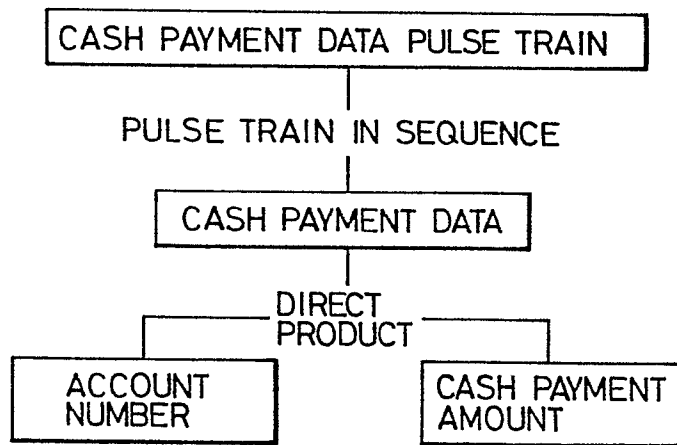 CASH PAYMENT DATA PULSE TRAIN
PULSE TRAIN IN SEQUENCE
CASH PAYMENT DATA
DIRECT
PRODUCT
ACCOUNT
NUMBER
CASH PAYMENT
AMOUNT